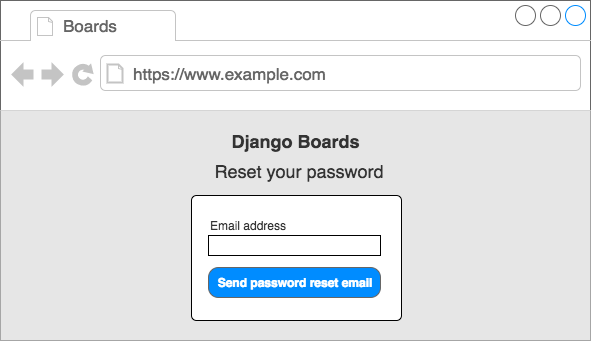 Boards
https://www.example.com
Django Boards
Reset your password
Email address
Send password reset email